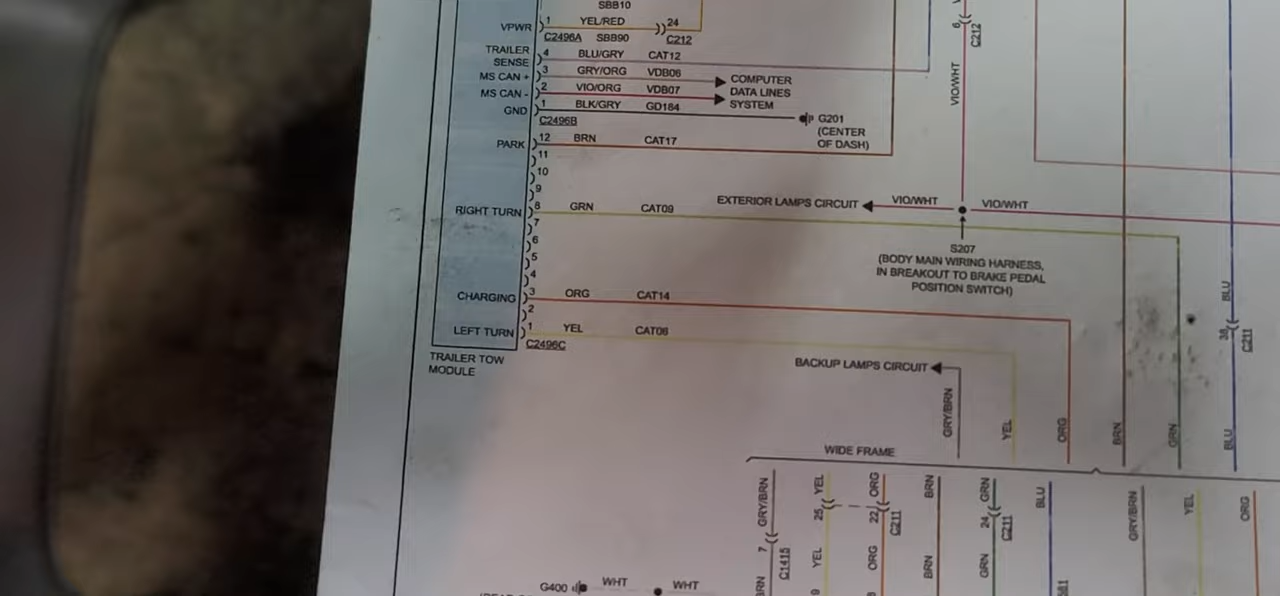 SBB10
VPWR 1 YEL/RED 24
C2496A SBB90 C212
TRAILER SENSE 4 BLU/GRY CAT12
MS CAN + 3 GRY/ORG VDB06
MS CAN - 2 VIO/ORG VDB07
COMPUTER
DATA LINES
SYSTEM
GND 1 BLK/GRY GD184
C2496B
G201
(CENTER
OF DASH)
PARK 12 BRN CAT17
11
10
9
RIGHT TURN 8 GRN CAT09
7
6
5
4
CHARGING 3 ORG CAT14
2
LEFT TURN 1 YEL CAT06
C2496C
TRAILER TOW
MODULE
6 C212
VIO/WHT
EXTERIOR LAMPS CIRCUIT VIO/WHT VIO/WHT
S207
(BODY MAIN WIRING HARNESS,
IN BREAKOUT TO BRAKE PEDAL
POSITION SWITCH)
BLU
38 C211
BACKUP LAMPS CIRCUIT
GRY/BRN YEL ORG BRN GRN BLU
WIDE FRAME
GRY/BRN YEL ORG BRN GRN BLU GRY/BRN YEL ORG
7 C1415 25 22 C211 24 C211
BRN YEL ORG BRN GRN
G400 WHT WHT